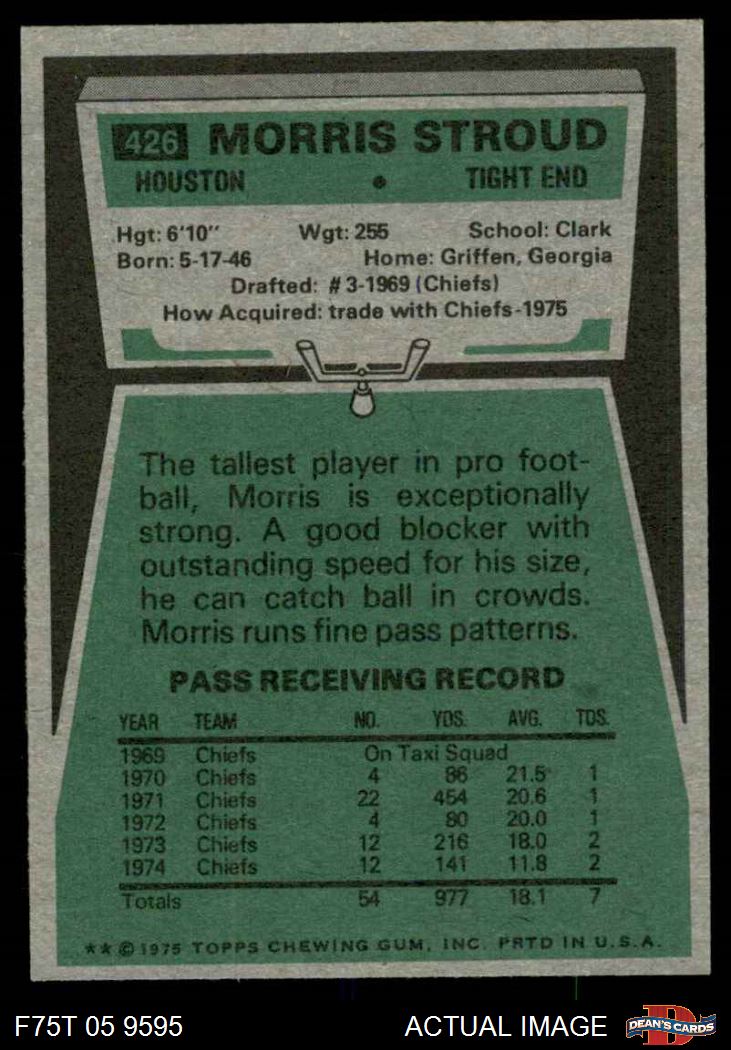 426 MORRIS STROUD
HOUSTON • TIGHT END
Hgt: 6'10" Wgt: 255 School: Clark
Born: 5-17-46 Home: Griffen, Georgia
Drafted: #3-1969 (Chiefs)
How Acquired: trade with Chiefs-1975
The tallest player in pro foot-
ball, Morris is exceptionally
strong. A good blocker with
outstanding speed for his size,
he can catch ball in crowds.
Morris runs fine pass patterns.
PASS RECEIVING RECORD
YEAR TEAM NO. YDS. AVG. TDS.
1969 Chiefs On Taxi Squad
1970 Chiefs 4 86 21.5 1
1971 Chiefs 22 454 20.6 1
1972 Chiefs 4 80 20.0 1
1973 Chiefs 12 216 18.0 2
1974 Chiefs 12 141 11.8 2
Totals 54 977 18.1 7
** © 1975 TOPPS CHEWING GUM, INC. PRTD IN U.S.A.
F75T 05 9595 ACTUAL IMAGE D DEAN'S CARDS